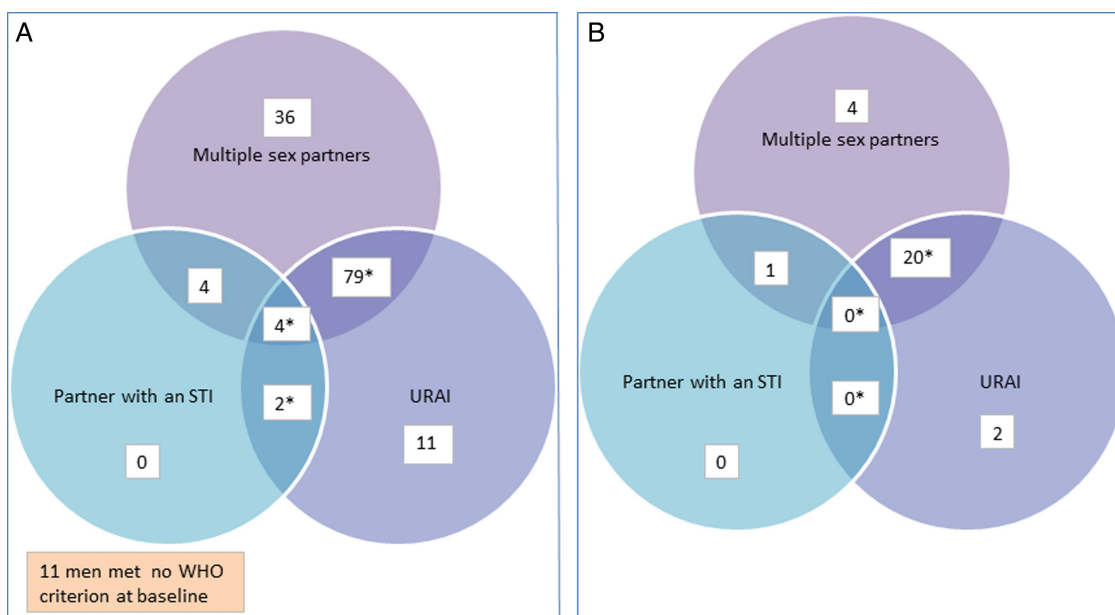 A
36
Multiple sex partners
4
79*
4*
Partner with an STI
2*
URAI
0
11
11 men met no WHO
criterion at baseline
B
4
Multiple sex partners
1
20*
0*
Partner with an STI
0*
URAI
0
2